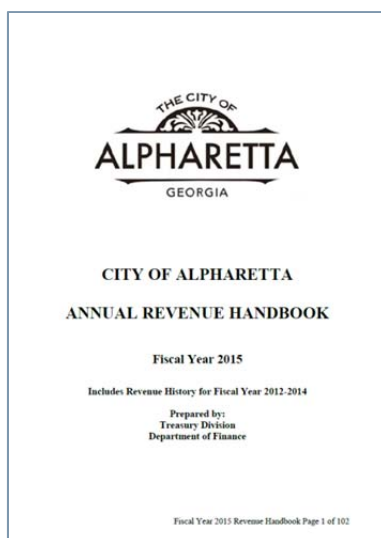 THE CITY OF
ALPHARETTA
GEORGIA
CITY OF ALPHARETTA
ANNUAL REVENUE HANDBOOK
Fiscal Year 2015
Includes Revenue History for Fiscal Year 2012-2014
Prepared by:
Treasury Division
Department of Finance
Fiscal Year 2015 Revenue Handbook Page 1 of 102